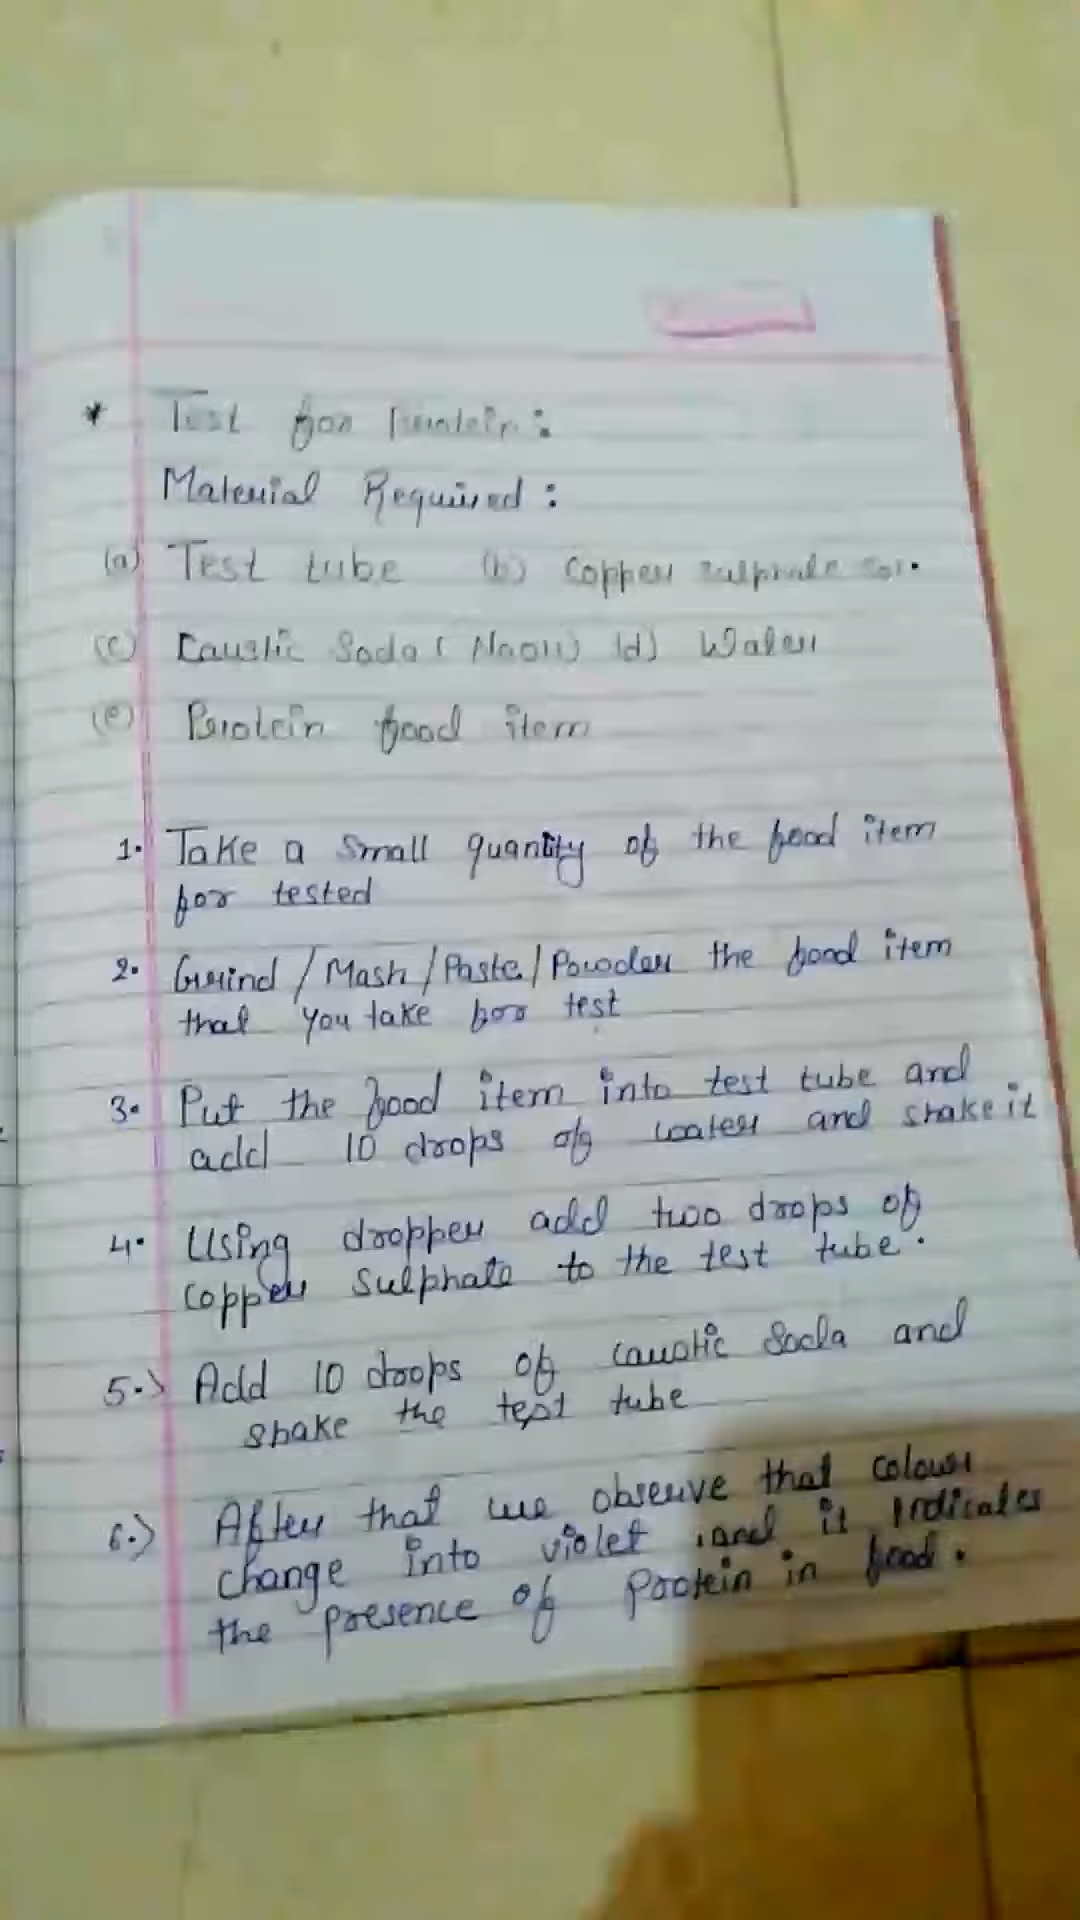 * Test for Protein :
Material Required :
(a) Test tube (b) Copper sulphate sol.
(c) Caustic Soda ( NaOH) (d) Water
(e) Protein food item
1. Take a small quantity of the food item
for tested
2. Grind / Mash / Paste / Powder the food item
that you take for test
3. Put the food item into test tube and
add 10 drops of water and shake it
4. Using dropper add two drops of
copper sulphate to the test tube.
5.> Add 10 drops of caustic Soda and
shake the test tube
6.> After that we observe that colour
change into violet , and it indicates
the presence of protein in food.